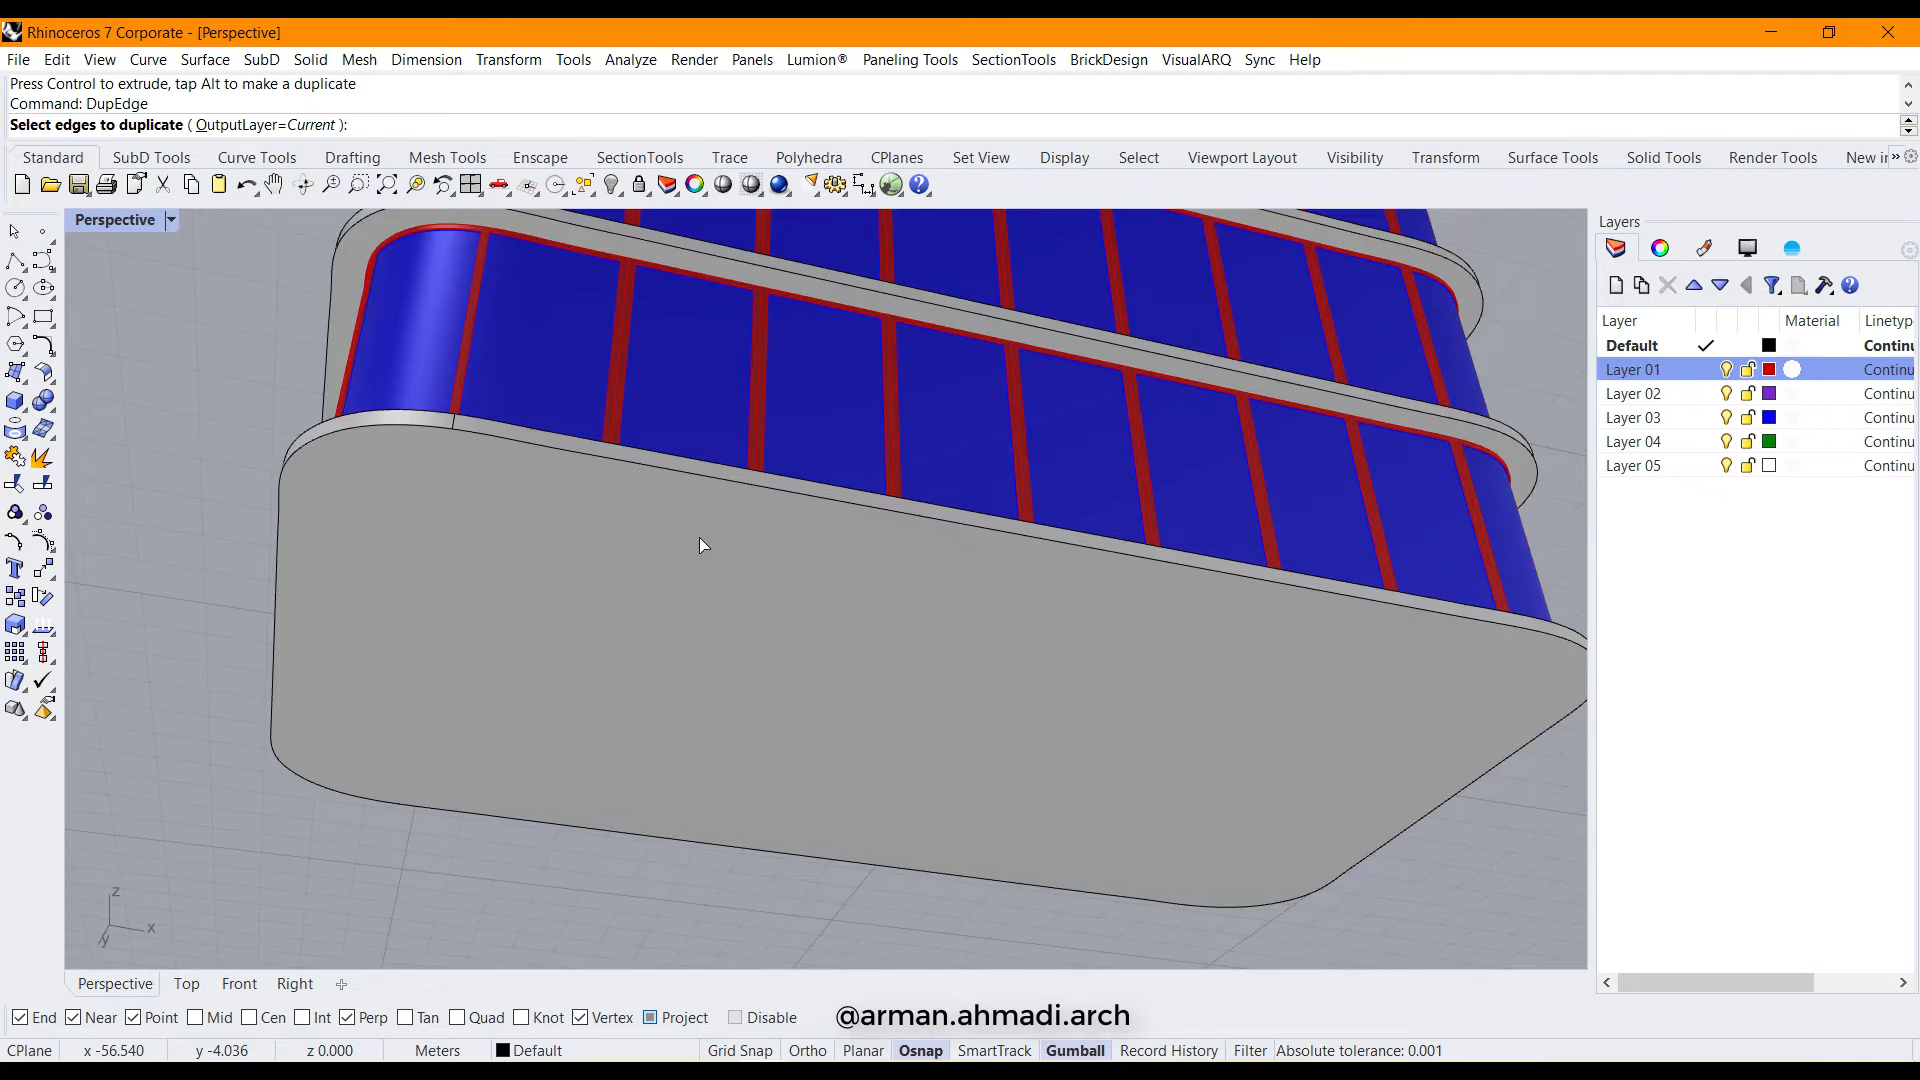 Rhinoceros 7 Corporate - [Perspective]
File Edit View Curve Surface Solid Mesh Dimension Transform Tools Analyze Render Panels Lumion® Paneling Tools SectionTools BrickDesign VisualARQ Sync Help
Press Control to extrude, tap Alt to make a duplicate
Command: DupEdge
Select edges to duplicate ( OutputLayer=Current ):
Standard SubD Tools Curve Tools Drafting Mesh Tools Enscape SectionTools Trace Polyhedra CPlanes Set View Display Select Viewport Layout Visibility Transform Surface Tools Solid Tools Render Tools New in
Perspective
Layers
Layer Material Linetyp
Default Continu
Layer 01 Continu
Layer 02 Continu
Layer 03 Continu
Layer 04 Continu
Layer 05 Continu
z
x
y
Perspective Top Front Right
End Near Point Mid Cen Int Perp Tan Quad Knot Vertex Project Disable
@arman.ahmadi.arch
CPlane x -56.540 y -4.036 z 0.000 Meters Default Grid Snap Ortho Planar Osnap SmartTrack Gumball Record History Filter Absolute tolerance: 0.001